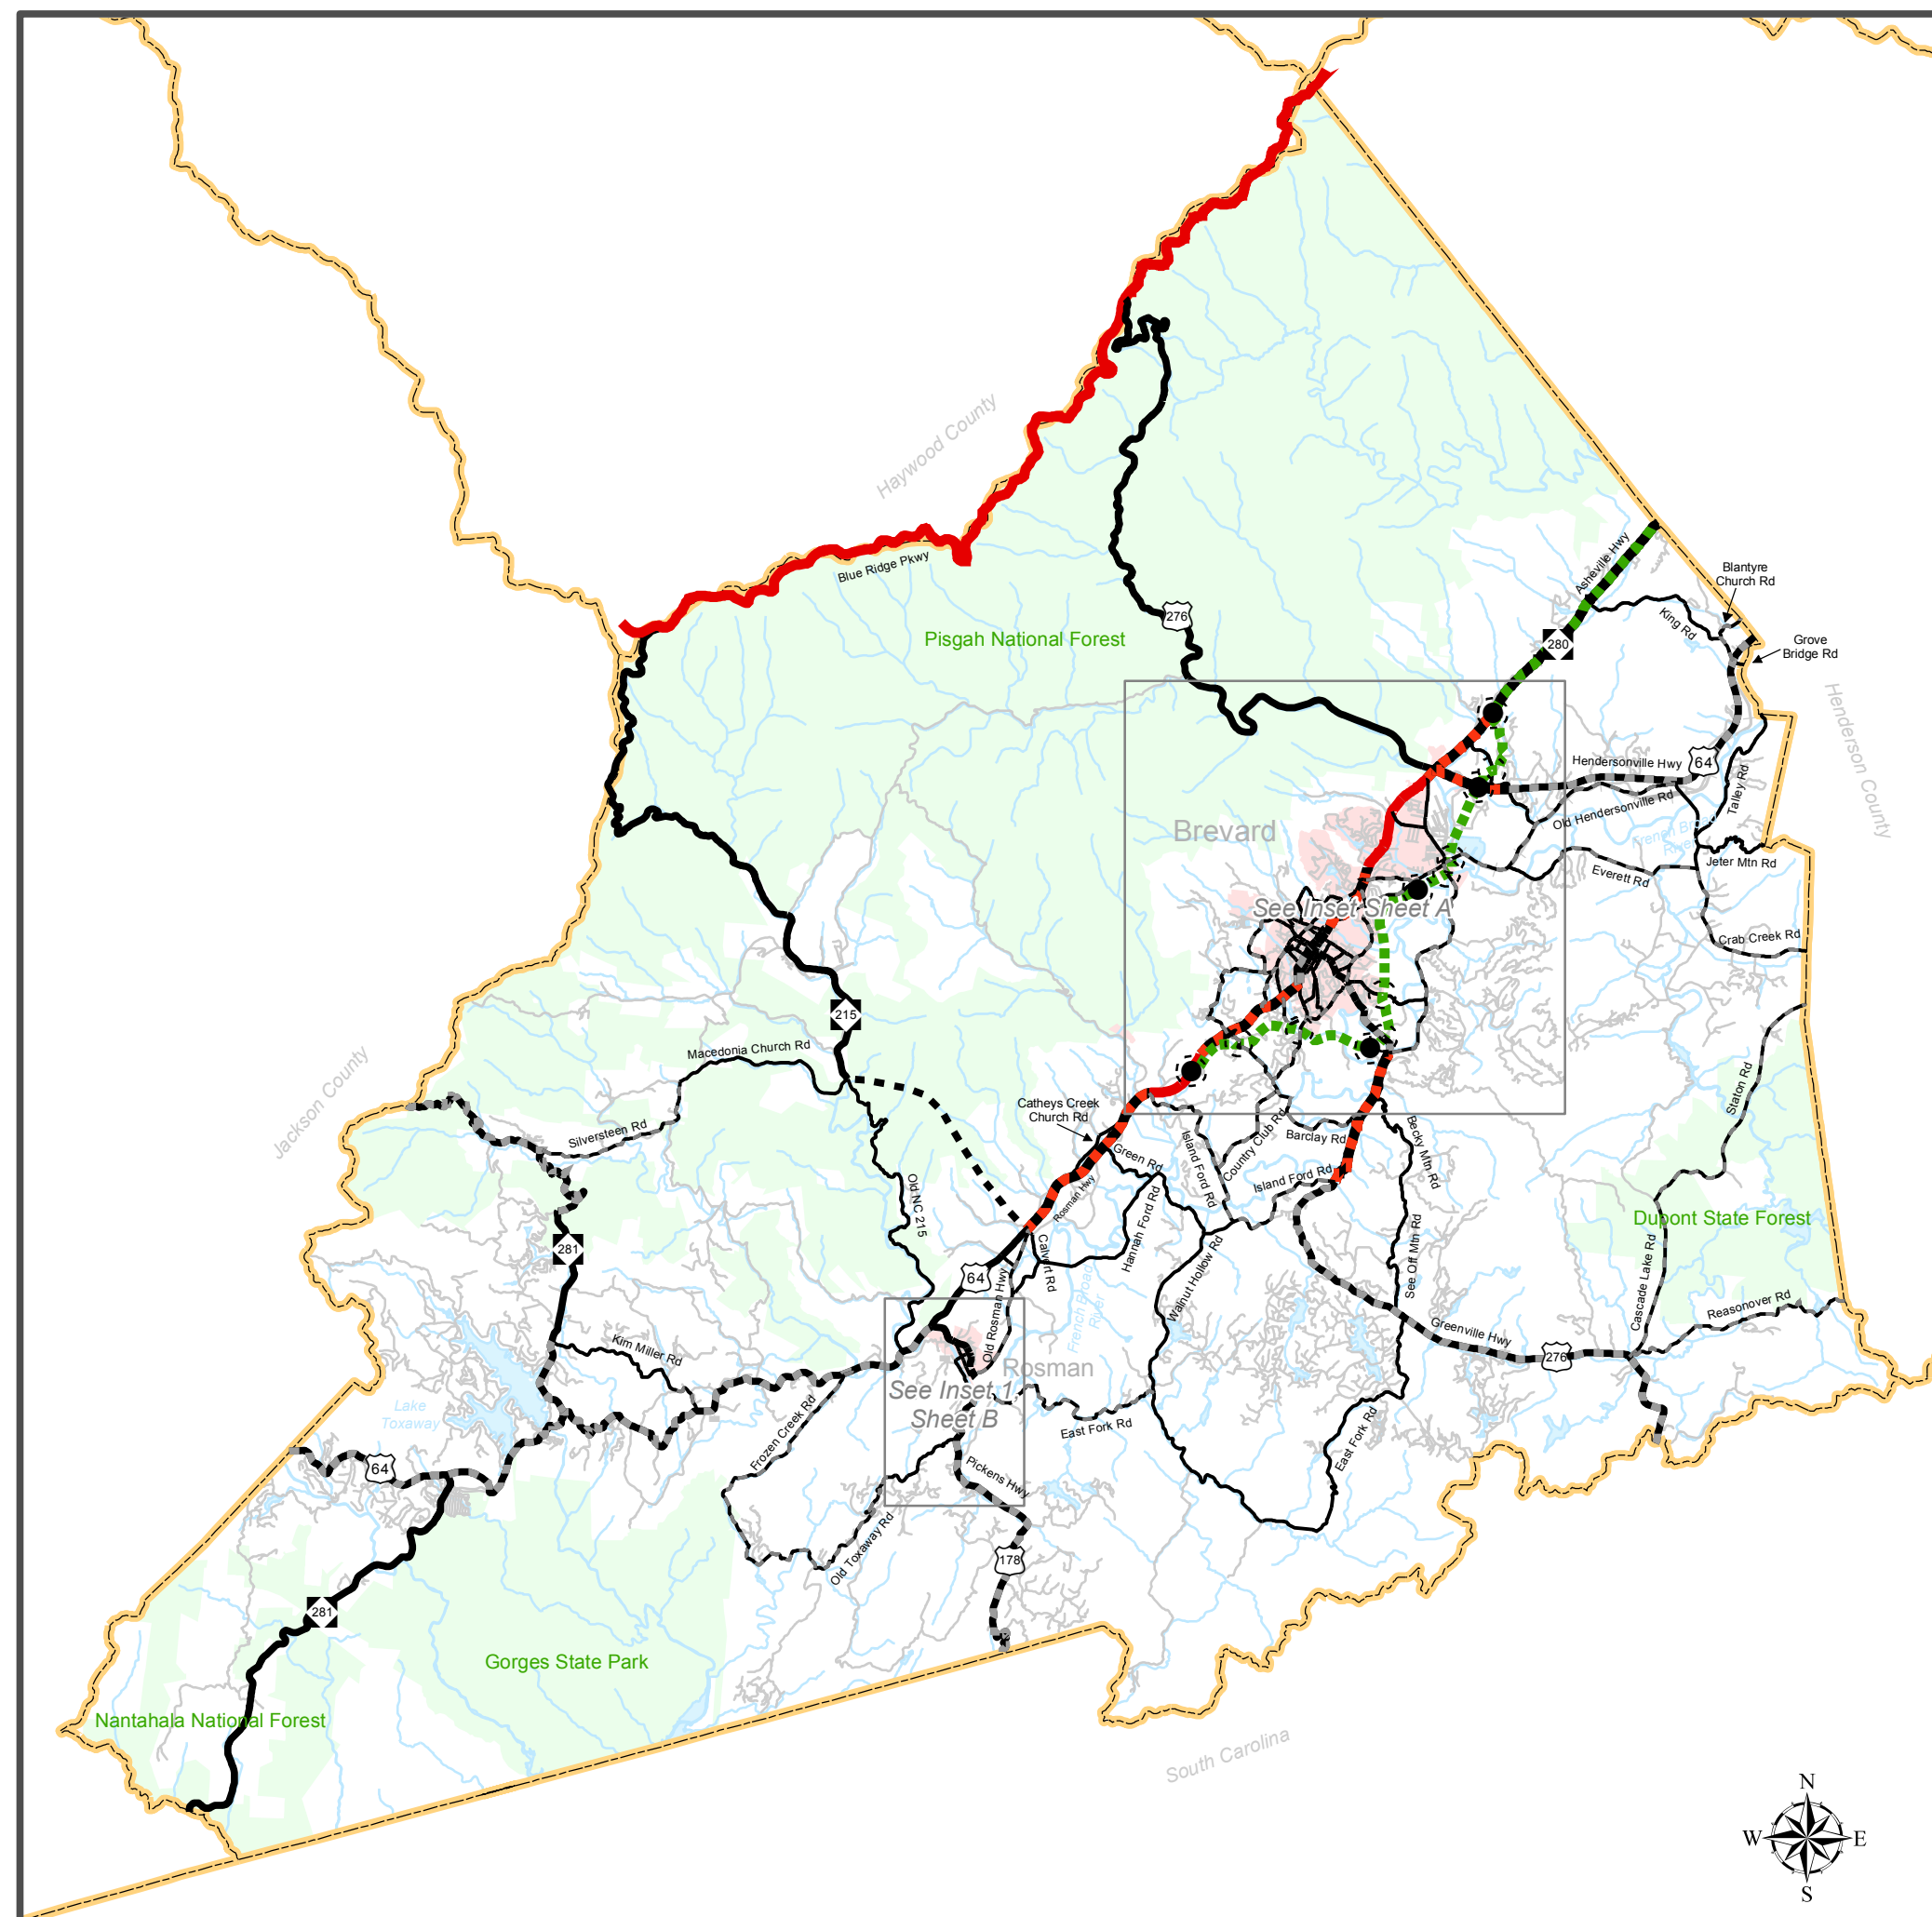 Haywood County
Blue Ridge Pkwy
Pisgah National Forest
276
Asheville Hwy
280
Blantyre
Church Rd
King Rd
Grove
Bridge Rd
Henderson County
Hendersonville Hwy
64
Talley Rd
Old Hendersonville Rd
French Broad
River
Jeter Mtn Rd
Everett Rd
Crab Creek Rd
Brevard
See Inset Sheet A
215
Macedonia Church Rd
Jackson County
Silversteen Rd
Catheys Creek
Church Rd
Green Rd
Rosman Hwy
Island Ford Rd
Country Club Rd
Barclay Rd
Island Ford Rd
Becky Mtn Rd
Staton Rd
Dupont State Forest
Old NC 215
Calvert Rd
Hannah Ford Rd
Walnut Hollow Rd
See Off Mtn Rd
Cascade Lake Rd
Reasonover Rd
281
64
Old Rosman Hwy
French Broad
River
Greenville Hwy
276
Kim Miller Rd
Rosman
See Inset 1,
Sheet B
Lake
Toxaway
Frozen Creek Rd
East Fork Rd
East Fork Rd
64
Pickens Hwy
Old Toxaway Rd
178
281
Gorges State Park
Nantahala National Forest
South Carolina
N
W
E
S